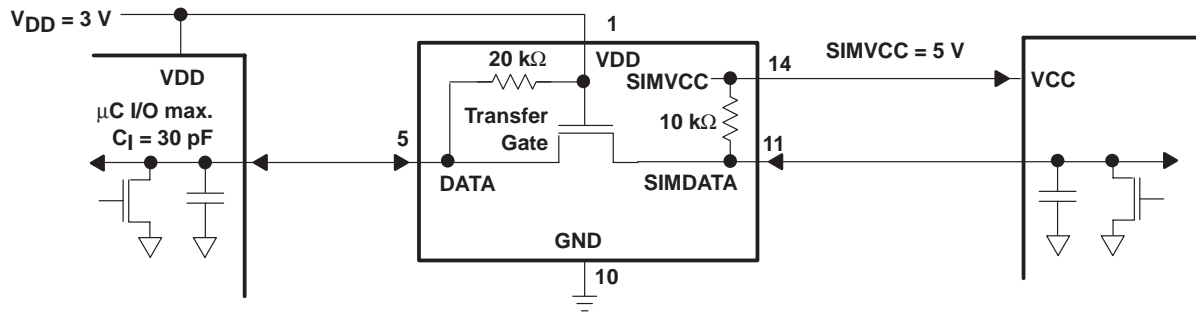 VDD = 3 V
1
VDD
20 kΩ
VDD
SIMVCC
14
SIMVCC = 5 V
VCC
μC I/O max.
CI = 30 pF
5
Transfer
Gate
10 kΩ
11
DATA
SIMDATA
GND
10